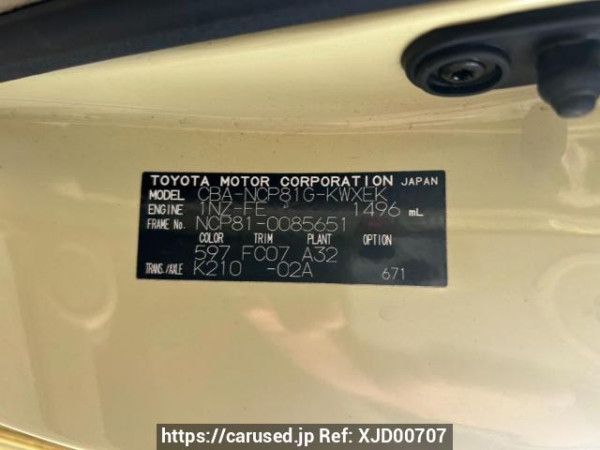 TOYOTA MOTOR CORPORATION JAPAN
MODEL CBA-NCP81G-KWXEK
ENGINE 1NZ-FE 1496 mL
FRAME No. NCP81-0085651
COLOR TRIM PLANT OPTION
597 FC07 A32
TRANS./AXLE K210 -02A 671
https://carused.jp Ref: XJD00707